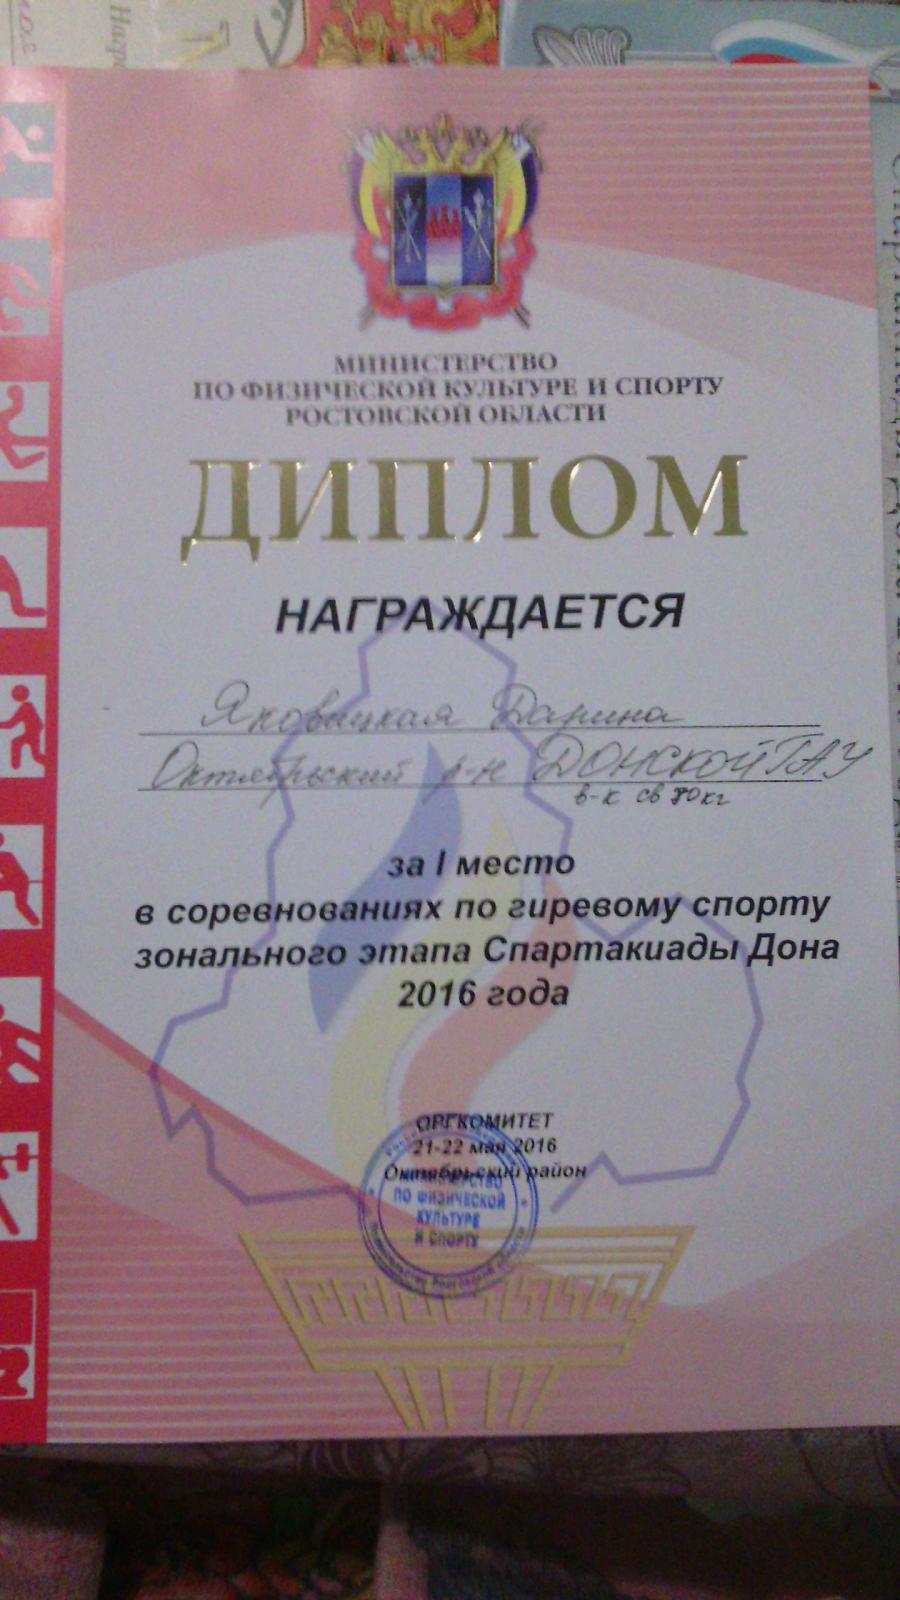 МИНИСТЕРСТВО
ПО ФИЗИЧЕСКОЙ КУЛЬТУРЕ И СПОРТУ
РОСТОВСКОЙ ОБЛАСТИ
ДИПЛОМ
НАГРАЖДАЕТСЯ
Яковицкая Дарина
Октябрьский р-н ДОНСКОЙ ГАУ
в-к св 70кг
за I место
в соревнованиях по гиревому спорту
зонального этапа Спартакиады Дона
2016 года
ОРГКОМИТЕТ
21-22 мая 2016
Октябрьский район
МИНИСТЕРСТВО
ПО ФИЗИЧЕСКОЙ
КУЛЬТУРЕ
И СПОРТУ